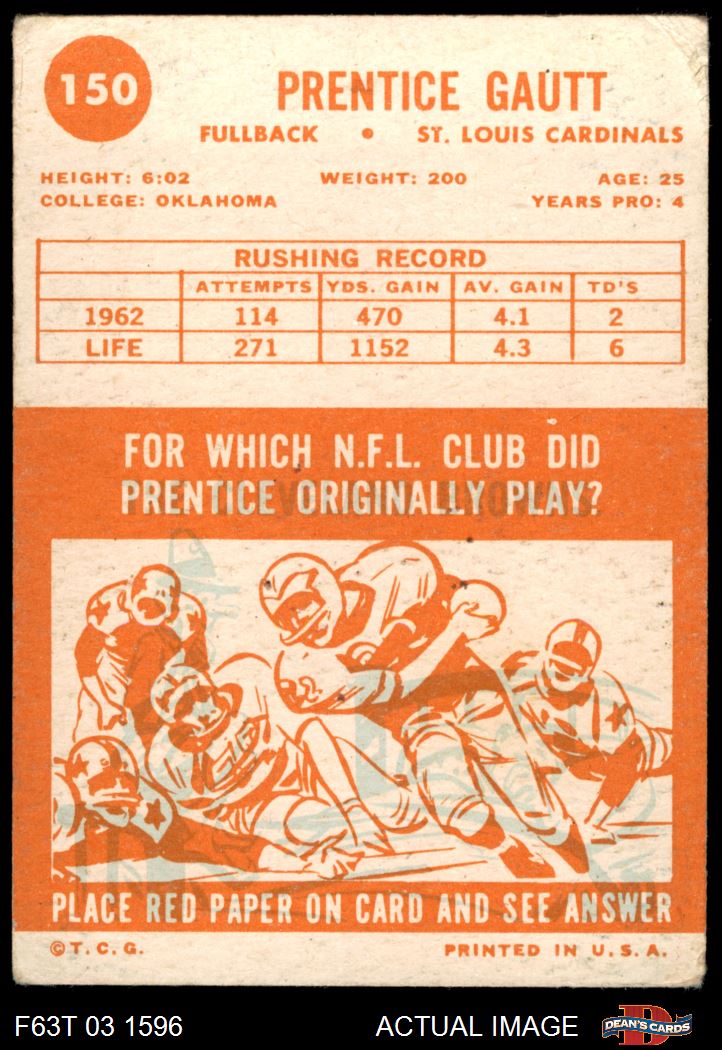 150
PRENTICE GAUTT
FULLBACK • ST. LOUIS CARDINALS
HEIGHT: 6:02 WEIGHT: 200 AGE: 25
COLLEGE: OKLAHOMA YEARS PRO: 4
RUSHING RECORD
ATTEMPTS YDS. GAIN AV. GAIN TD'S
1962 114 470 4.1 2
LIFE 271 1152 4.3 6
FOR WHICH N.F.L. CLUB DID
PRENTICE ORIGINALLY PLAY?
PLACE RED PAPER ON CARD AND SEE ANSWER
©T.C.G. PRINTED IN U.S.A.
F63T 03 1596 ACTUAL IMAGE D DEAN'S CARDS